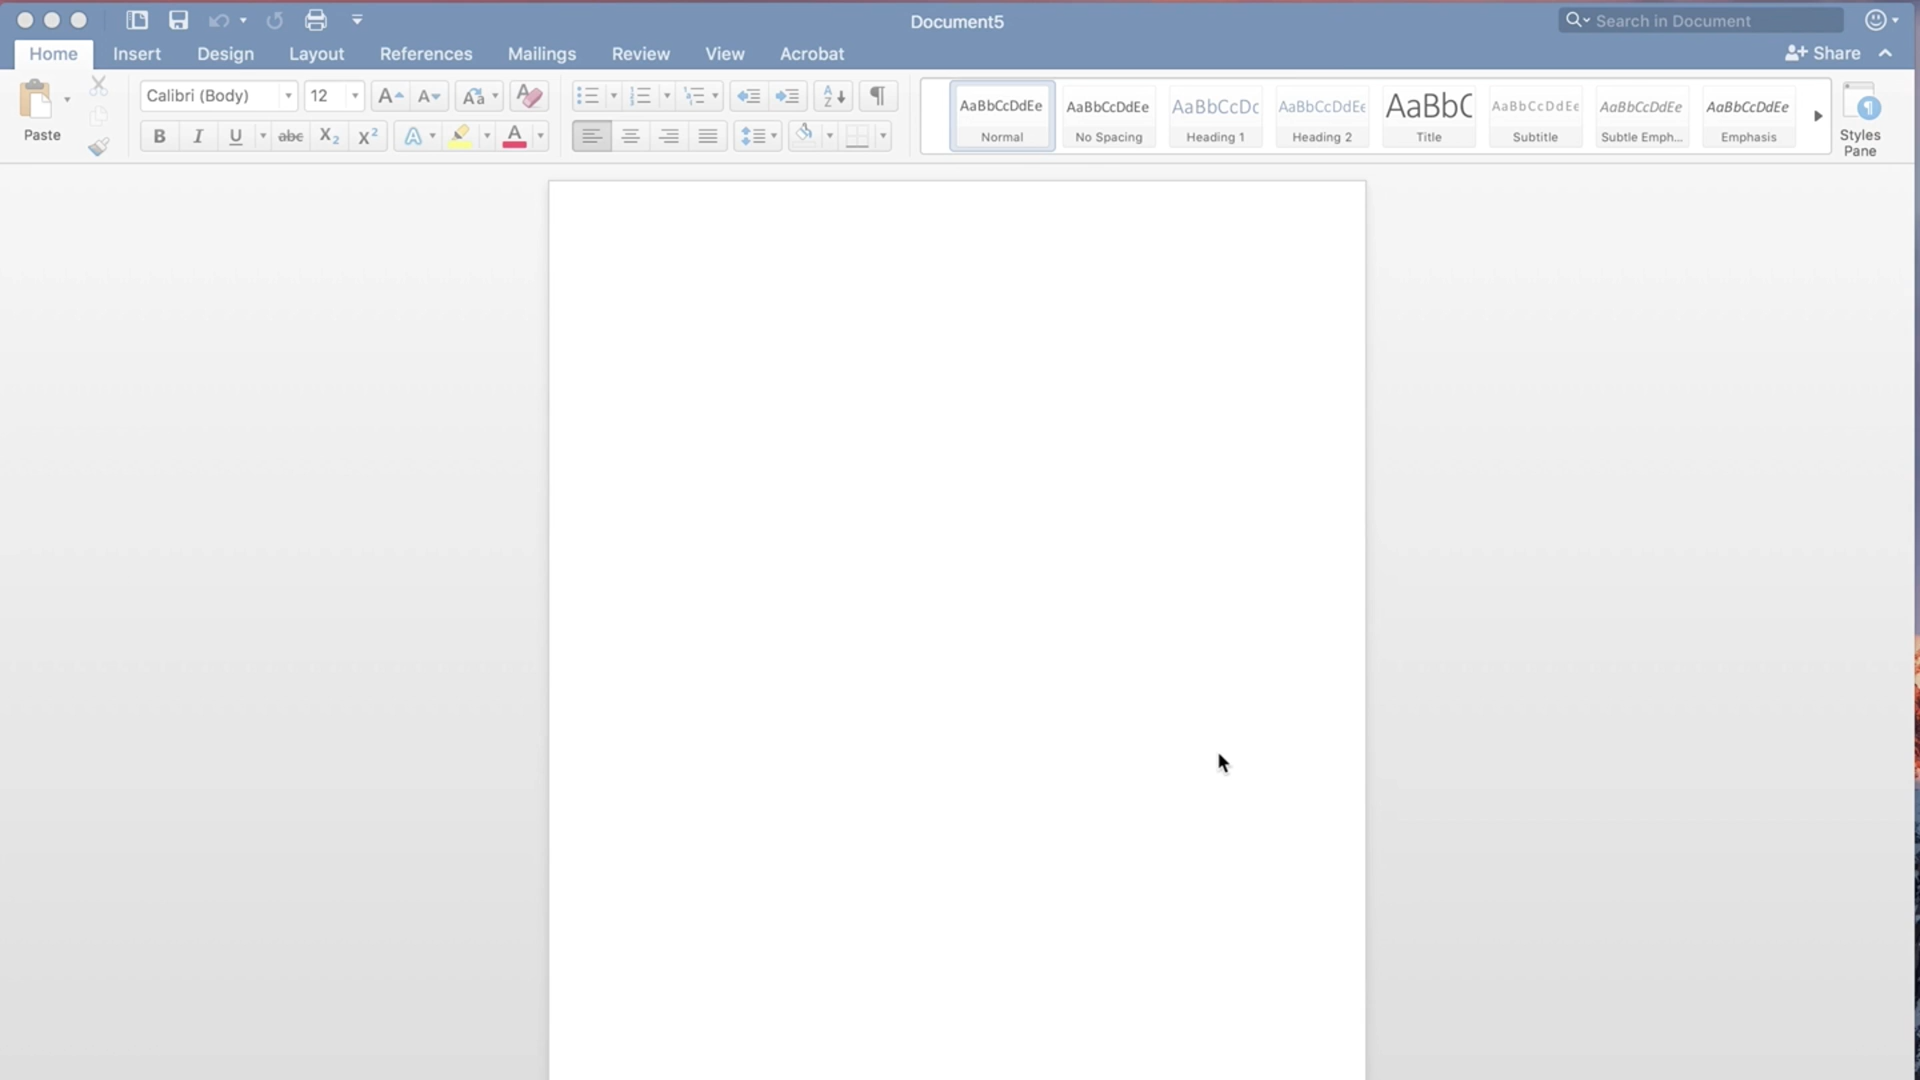 Document5
Search in Document
Home Insert Design Layout References Mailings Review View Acrobat
Share
Paste
Calibri (Body) 12
B I U abc X2 X2 A A
AaBbCcDdEe AaBbCcDdEe AaBbCcDc AaBbCcDdEe AaBbC AaBbCcDdEe AaBbCcDdEe AaBbCcDdEe
Normal No Spacing Heading 1 Heading 2 Title Subtitle Subtle Emph... Emphasis
Styles
Pane